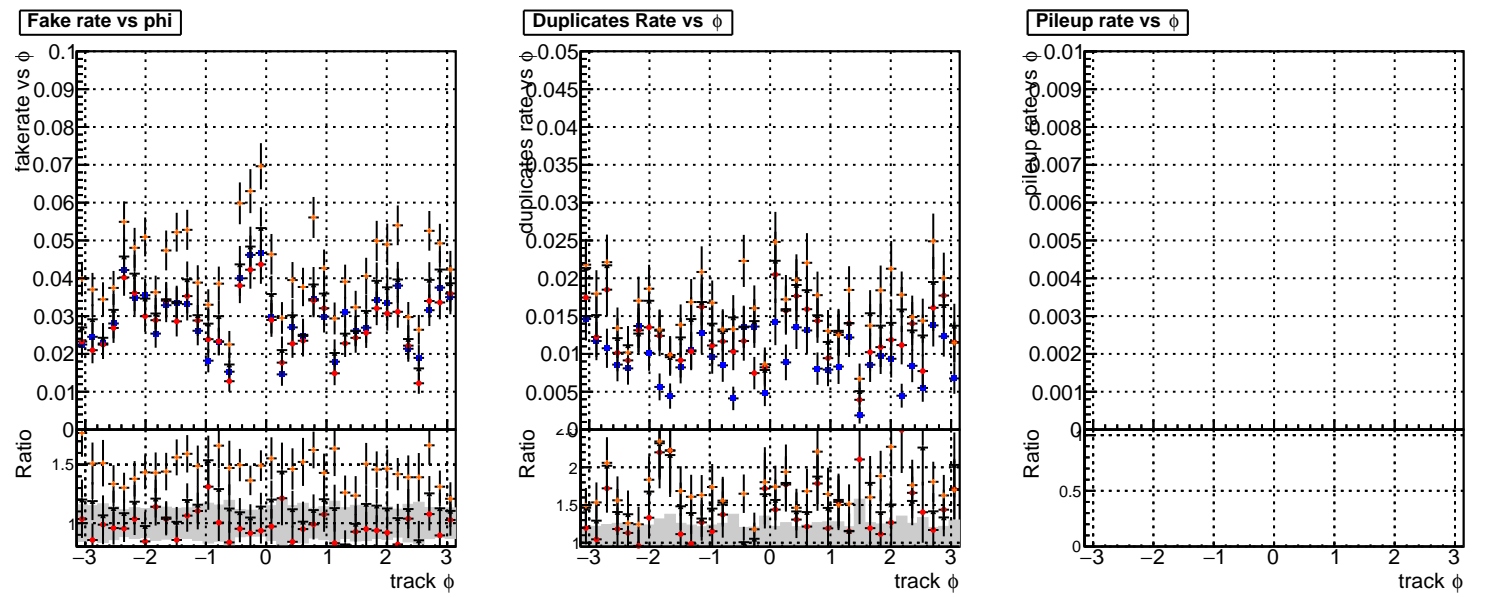 Fake rate vs phi
fakerate vs ϕ
0.1
0.09
0.08
0.07
0.06
0.05
0.04
0.03
0.02
0.01
0
Ratio
1.5
1
−3 −2 −1 0 1 2 3
track ϕ
Duplicates Rate vs ϕ
duplicates rate vs ϕ
0.05
0.045
0.04
0.035
0.03
0.025
0.02
0.015
0.01
0.005
0
Ratio
2
1.5
1
−3 −2 −1 0 1 2 3
track ϕ
Pileup rate vs ϕ
pileup rate vs ϕ
0.01
0.009
0.008
0.007
0.006
0.005
0.004
0.003
0.002
0.001
0
Ratio
0.5
0
−3 −2 −1 0 1 2 3
track ϕ